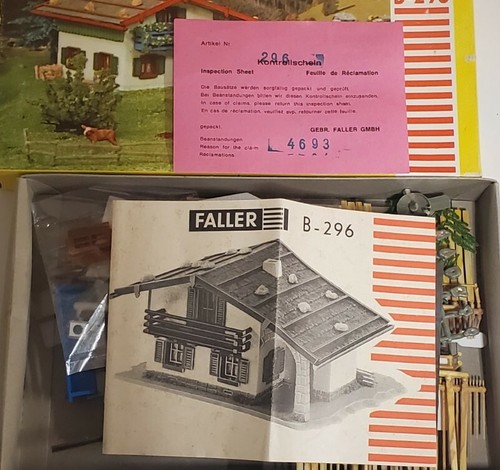 B-296
Artikel Nr
296
Kontrollschein
Inspection Sheet Feuille de Réclamation
Die Bausätze werden sorgfältig gepackt und geprüft.
Bei Beanstandungen bitten wir diesen Kontrollschein einzusenden.
In case of claims, please return this inspection sheet.
En cas de réclamation, veuillez svp. retourner cette feuille.
gepackt GEBR. FALLER GMBH
Beanstandungen
Reason for the claim
Réclamations
4693
FALLER B-296